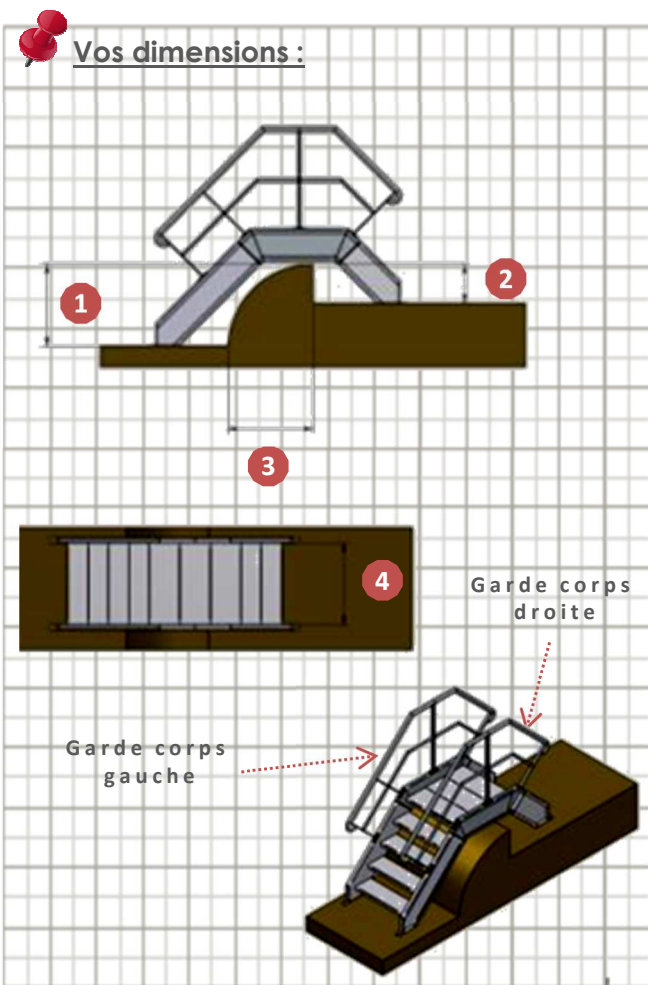 Vos dimensions :
1
2
3
4
Garde corps
droite
Garde corps
gauche